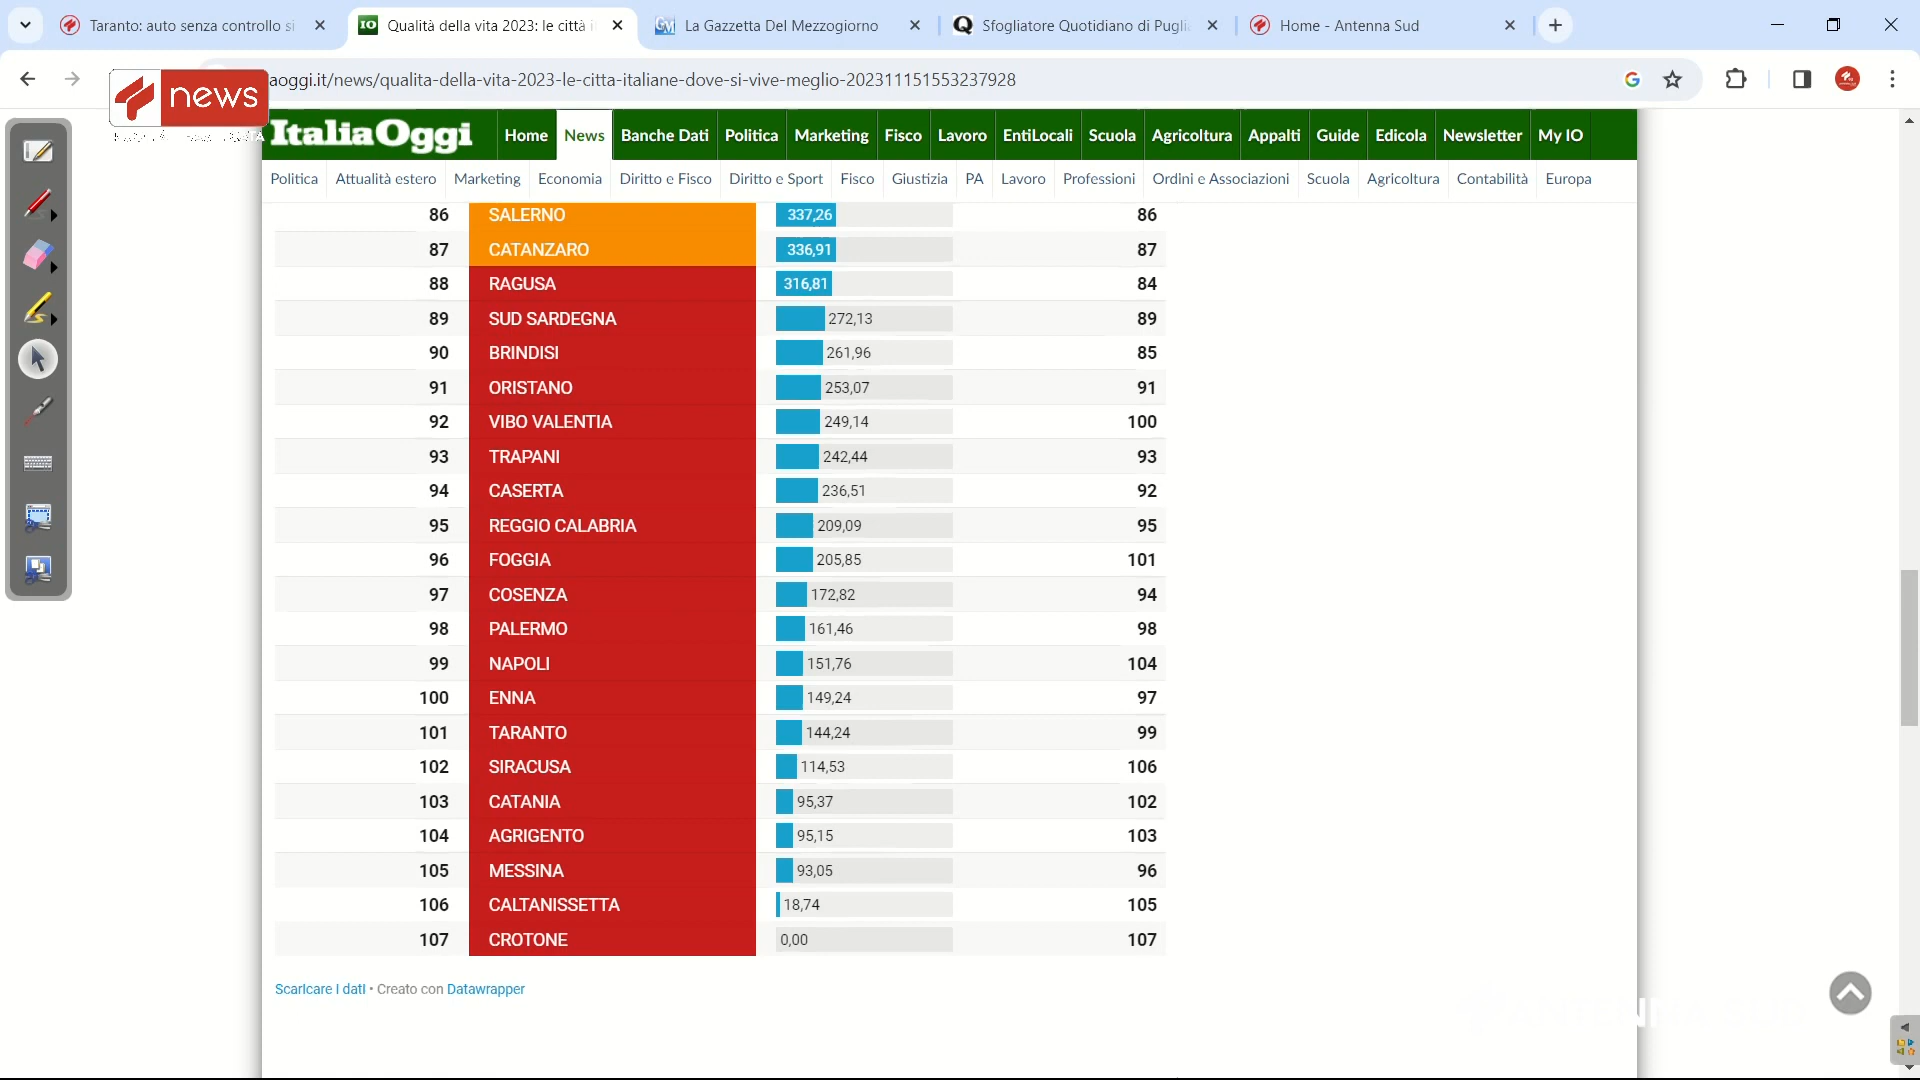 Taranto: auto senza controllo si
Qualità della vita 2023: le città i
La Gazzetta Del Mezzogiorno
Sfogliatore Quotidiano di Pugli
Home - Antenna Sud
aoggi.it/news/qualita-della-vita-2023-le-citta-italiane-dove-si-vive-meglio-202311151553237928
news
ItaliaOggi
Home News Banche Dati Politica Marketing Fisco Lavoro EntiLocali Scuola Agricoltura Appalti Guide Edicola Newsletter My IO
Politica Attualità estero Marketing Economia Diritto e Fisco Diritto e Sport Fisco Giustizia PA Lavoro Professioni Ordini e Associazioni Scuola Agricoltura Contabilità Europa
86 SALERNO 337,26 86
87 CATANZARO 336,91 87
88 RAGUSA 316,81 84
89 SUD SARDEGNA 272,13 89
90 BRINDISI 261,96 85
91 ORISTANO 253,07 91
92 VIBO VALENTIA 249,14 100
93 TRAPANI 242,44 93
94 CASERTA 236,51 92
95 REGGIO CALABRIA 209,09 95
96 FOGGIA 205,85 101
97 COSENZA 172,82 94
98 PALERMO 161,46 98
99 NAPOLI 151,76 104
100 ENNA 149,24 97
101 TARANTO 144,24 99
102 SIRACUSA 114,53 106
103 CATANIA 95,37 102
104 AGRIGENTO 95,15 103
105 MESSINA 93,05 96
106 CALTANISSETTA 18,74 105
107 CROTONE 0,00 107
Scaricare i dati • Creato con Datawrapper